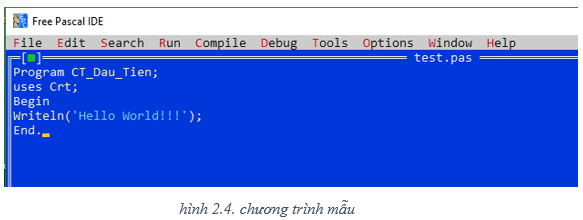 Free Pascal IDE
File Edit Search Run Compile Debug Tools Options Window Help
test.pas
Program CT_Dau_Tien;
uses Crt;
Begin
Writeln('Hello World!!!');
End.
hình 2.4. chương trình mẫu